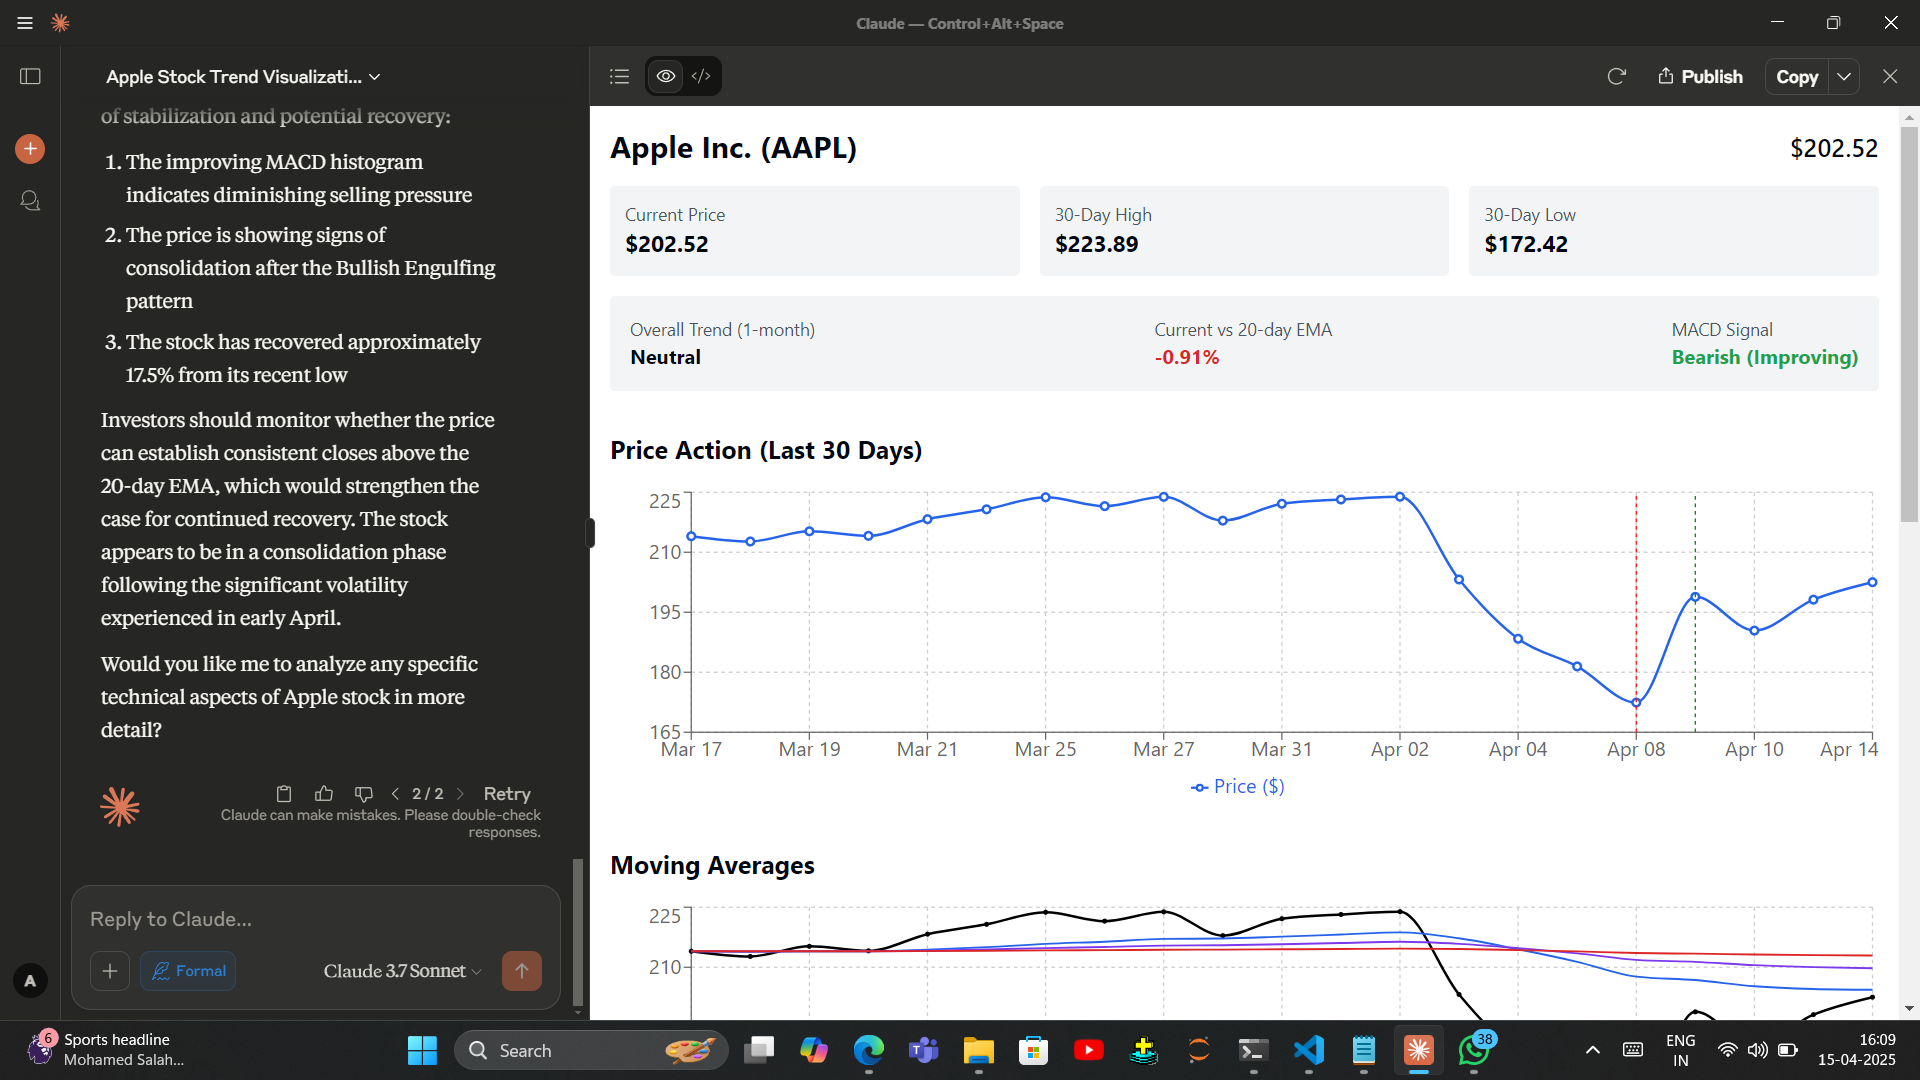 Claude — Control+Alt+Space
Apple Stock Trend Visualizati...
of stabilization and potential recovery:
1. The improving MACD histogram
indicates diminishing selling pressure
2. The price is showing signs of
consolidation after the Bullish Engulfing
pattern
3. The stock has recovered approximately
17.5% from its recent low
Investors should monitor whether the price
can establish consistent closes above the
20-day EMA, which would strengthen the
case for continued recovery. The stock
appears to be in a consolidation phase
following the significant volatility
experienced in early April.
Would you like me to analyze any specific
technical aspects of Apple stock in more
detail?
2 / 2
Retry
Claude can make mistakes. Please double-check
responses.
Reply to Claude...
Formal
Claude 3.7 Sonnet
A
Publish
Copy
Apple Inc. (AAPL)
$202.52
Current Price
$202.52
30-Day High
$223.89
30-Day Low
$172.42
Overall Trend (1-month)
Neutral
Current vs 20-day EMA
-0.91%
MACD Signal
Bearish (Improving)
Price Action (Last 30 Days)
225
210
195
180
165
Mar 17 Mar 19 Mar 21 Mar 25 Mar 27 Mar 31 Apr 02 Apr 04 Apr 08 Apr 10 Apr 14
Price ($)
Moving Averages
225
210
6
Sports headline
Mohamed Salah...
Search
38
ENG
IN
16:09
15-04-2025